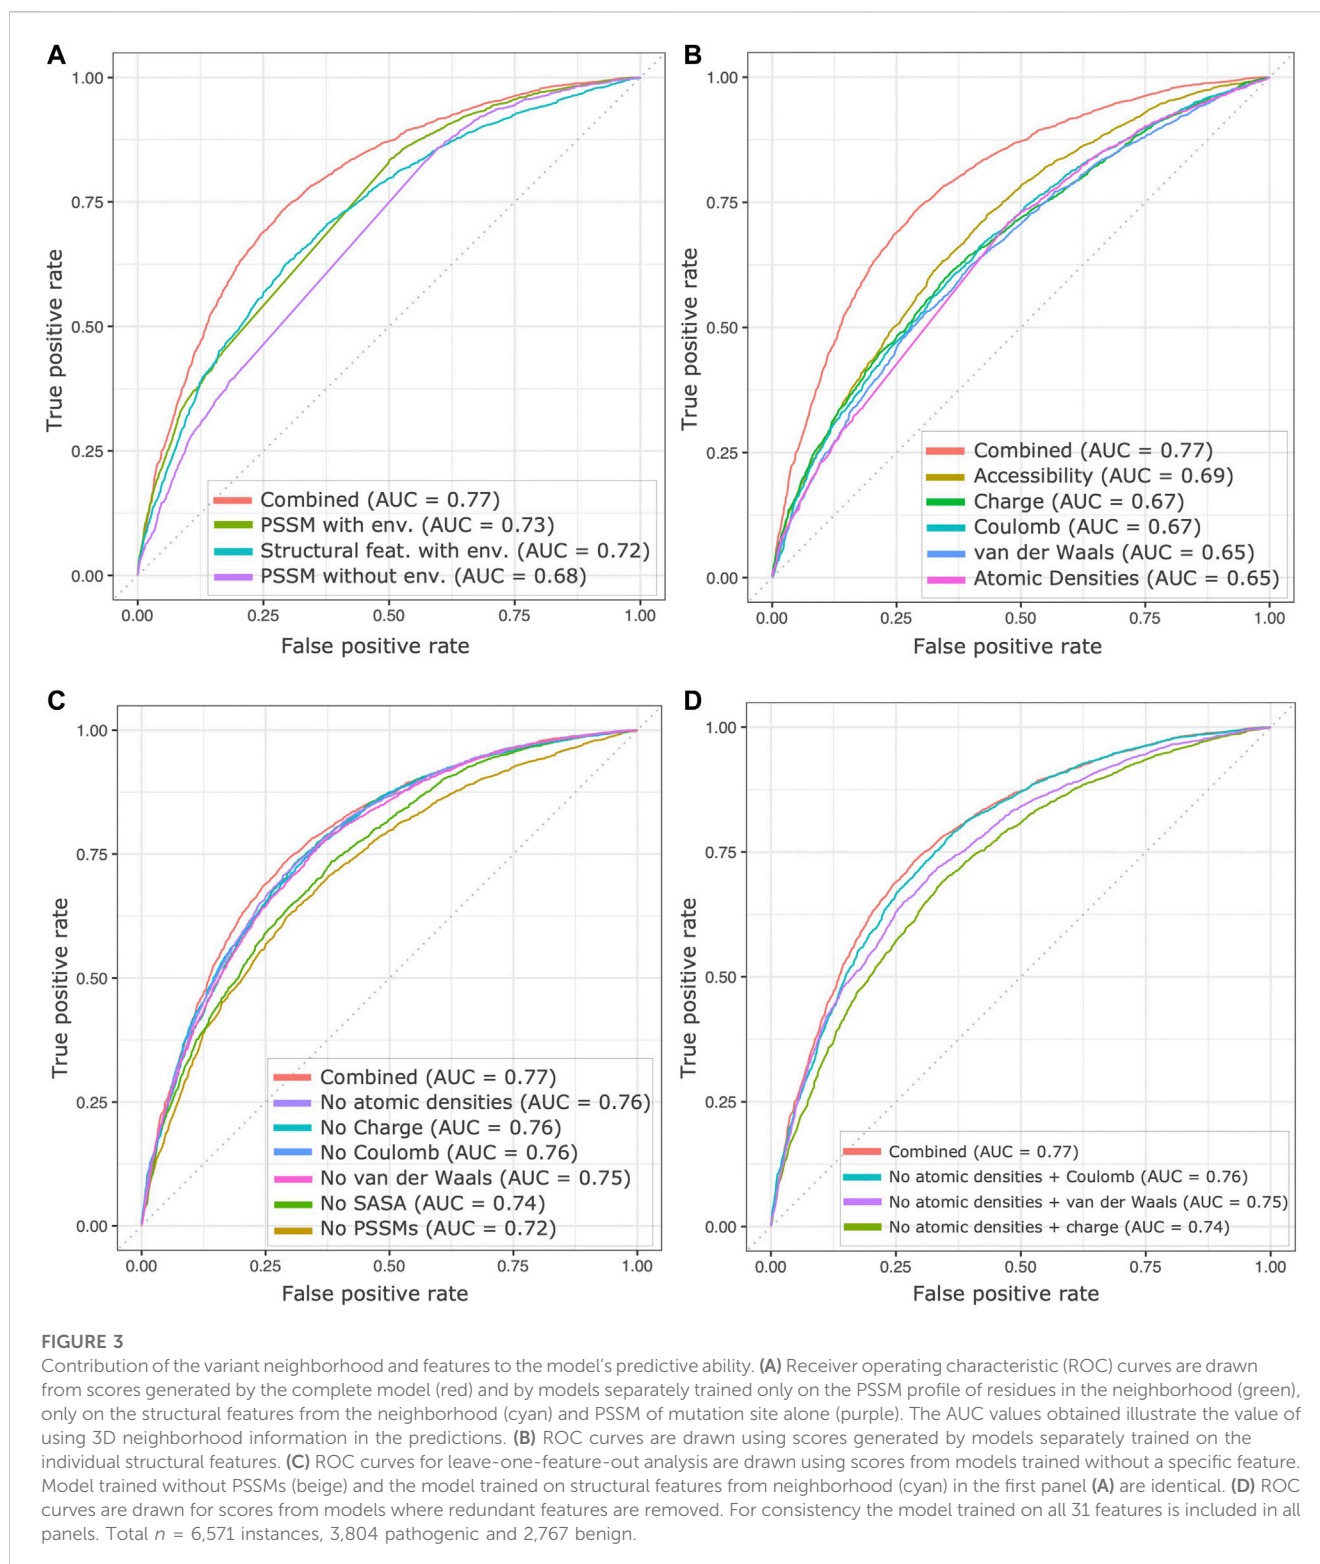 A
1.00
0.75
0.50
0.25
0.00
True positive rate
Combined (AUC = 0.77)
PSSM with env. (AUC = 0.73)
Structural feat. with env. (AUC = 0.72)
PSSM without env. (AUC = 0.68)
0.00 0.25 0.50 0.75 1.00
False positive rate
B
1.00
0.75
0.50
0.25
0.00
True positive rate
Combined (AUC = 0.77)
Accessibility (AUC = 0.69)
Charge (AUC = 0.67)
Coulomb (AUC = 0.67)
van der Waals (AUC = 0.65)
Atomic Densities (AUC = 0.65)
0.00 0.25 0.50 0.75 1.00
False positive rate
C
1.00
0.75
0.50
0.25
0.00
True positive rate
Combined (AUC = 0.77)
No atomic densities (AUC = 0.76)
No Charge (AUC = 0.76)
No Coulomb (AUC = 0.76)
No van der Waals (AUC = 0.75)
No SASA (AUC = 0.74)
No PSSMs (AUC = 0.72)
0.00 0.25 0.50 0.75 1.00
False positive rate
D
1.00
0.75
0.50
0.25
0.00
True positive rate
Combined (AUC = 0.77)
No atomic densities + Coulomb (AUC = 0.76)
No atomic densities + van der Waals (AUC = 0.75)
No atomic densities + charge (AUC = 0.74)
0.00 0.25 0.50 0.75 1.00
False positive rate
FIGURE 3
Contribution of the variant neighborhood and features to the model's predictive ability. (A) Receiver operating characteristic (ROC) curves are drawn
from scores generated by the complete model (red) and by models separately trained only on the PSSM profile of residues in the neighborhood (green),
only on the structural features from the neighborhood (cyan) and PSSM of mutation site alone (purple). The AUC values obtained illustrate the value of
using 3D neighborhood information in the predictions. (B) ROC curves are drawn using scores generated by models separately trained on the
individual structural features. (C) ROC curves for leave-one-feature-out analysis are drawn using scores from models trained without a specific feature.
Model trained without PSSMs (beige) and the model trained on structural features from neighborhood (cyan) in the first panel (A) are identical. (D) ROC
curves are drawn for scores from models where redundant features are removed. For consistency the model trained on all 31 features is included in all
panels. Total n = 6,571 instances, 3,804 pathogenic and 2,767 benign.